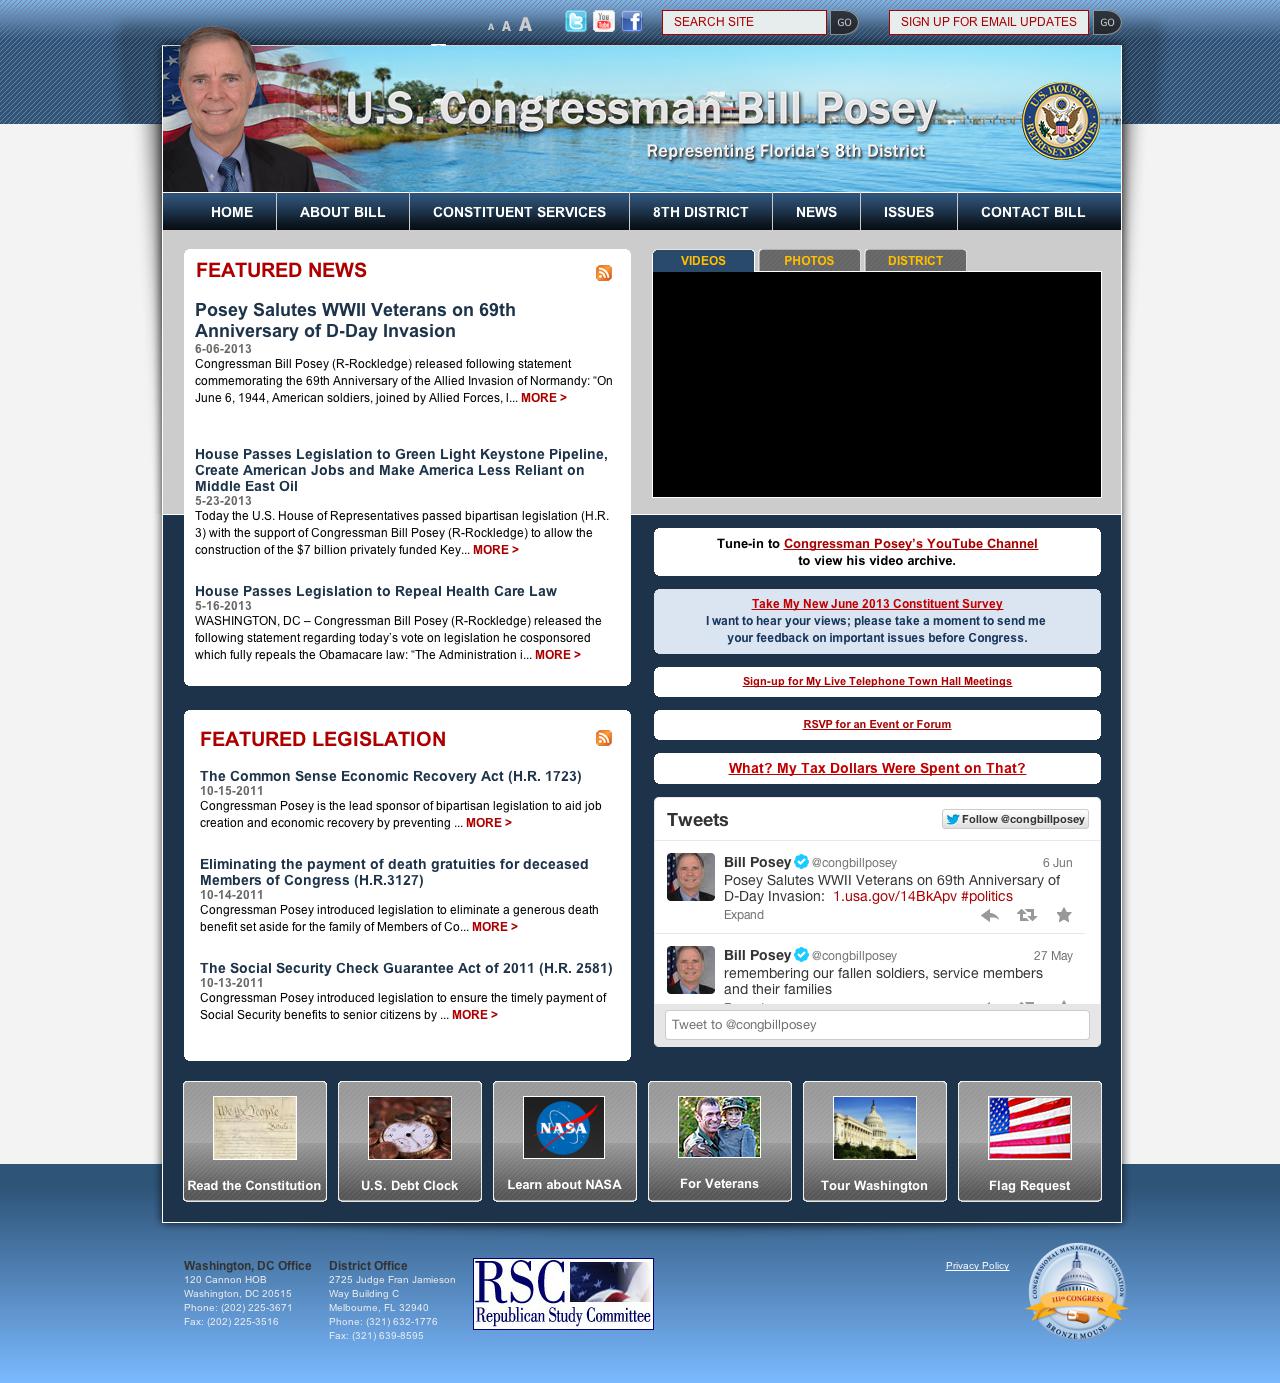 A A A
SEARCH SITE
GO
SIGN UP FOR EMAIL UPDATES
GO
U.S. Congressman Bill Posey
Representing Florida's 8th District
U.S. HOUSE OF REPRESENTATIVES
HOME
ABOUT BILL
CONSTITUENT SERVICES
8TH DISTRICT
NEWS
ISSUES
CONTACT BILL
FEATURED NEWS
Posey Salutes WWII Veterans on 69th
Anniversary of D-Day Invasion
6-06-2013
Congressman Bill Posey (R-Rockledge) released following statement
commemorating the 69th Anniversary of the Allied Invasion of Normandy: “On
June 6, 1944, American soldiers, joined by Allied Forces, l... MORE >
House Passes Legislation to Green Light Keystone Pipeline,
Create American Jobs and Make America Less Reliant on
Middle East Oil
5-23-2013
Today the U.S. House of Representatives passed bipartisan legislation (H.R.
3) with the support of Congressman Bill Posey (R-Rockledge) to allow the
construction of the $7 billion privately funded Key... MORE >
House Passes Legislation to Repeal Health Care Law
5-16-2013
WASHINGTON, DC – Congressman Bill Posey (R-Rockledge) released the
following statement regarding today’s vote on legislation he cosponsored
which fully repeals the Obamacare law: “The Administration i... MORE >
FEATURED LEGISLATION
The Common Sense Economic Recovery Act (H.R. 1723)
10-15-2011
Congressman Posey is the lead sponsor of bipartisan legislation to aid job
creation and economic recovery by preventing ... MORE >
Eliminating the payment of death gratuities for deceased
Members of Congress (H.R.3127)
10-14-2011
Congressman Posey introduced legislation to eliminate a generous death
benefit set aside for the family of Members of Co... MORE >
The Social Security Check Guarantee Act of 2011 (H.R. 2581)
10-13-2011
Congressman Posey introduced legislation to ensure the timely payment of
Social Security benefits to senior citizens by ... MORE >
VIDEOS
PHOTOS
DISTRICT
Tune-in to Congressman Posey’s YouTube Channel
to view his video archive.
Take My New June 2013 Constituent Survey
I want to hear your views; please take a moment to send me
your feedback on important issues before Congress.
Sign-up for My Live Telephone Town Hall Meetings
RSVP for an Event or Forum
What? My Tax Dollars Were Spent on That?
Tweets
Follow @congbillposey
Bill Posey @congbillposey
6 Jun
Posey Salutes WWII Veterans on 69th Anniversary of
D-Day Invasion: 1.usa.gov/14BkApv #politics
Expand
Bill Posey @congbillposey
27 May
remembering our fallen soldiers, service members
and their families
Tweet to @congbillposey
We the People
NASA
Read the Constitution
U.S. Debt Clock
Learn about NASA
For Veterans
Tour Washington
Flag Request
Washington, DC Office
120 Cannon HOB
Washington, DC 20515
Phone: (202) 225-3671
Fax: (202) 225-3516
District Office
2725 Judge Fran Jamieson
Way Building C
Melbourne, FL 32940
Phone: (321) 632-1776
Fax: (321) 639-8595
RSC
Republican Study Committee
Privacy Policy
CONGRESSIONAL MANAGEMENT FOUNDATION
111th CONGRESS
BRONZE MOUSE